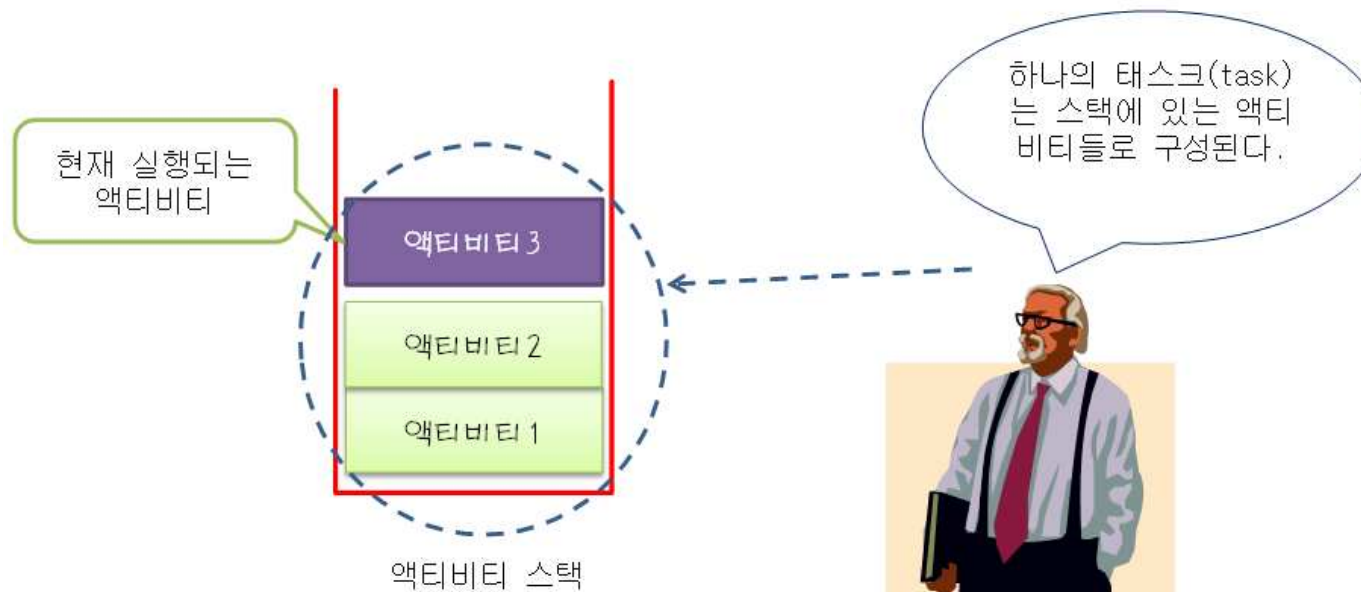 하나의 태스크(task)
는 스택에 있는 액티
비티들로 구성된다.
현재 실행되는
액티비티
액티비티3
액티비티2
액티비티1
액티비티 스택